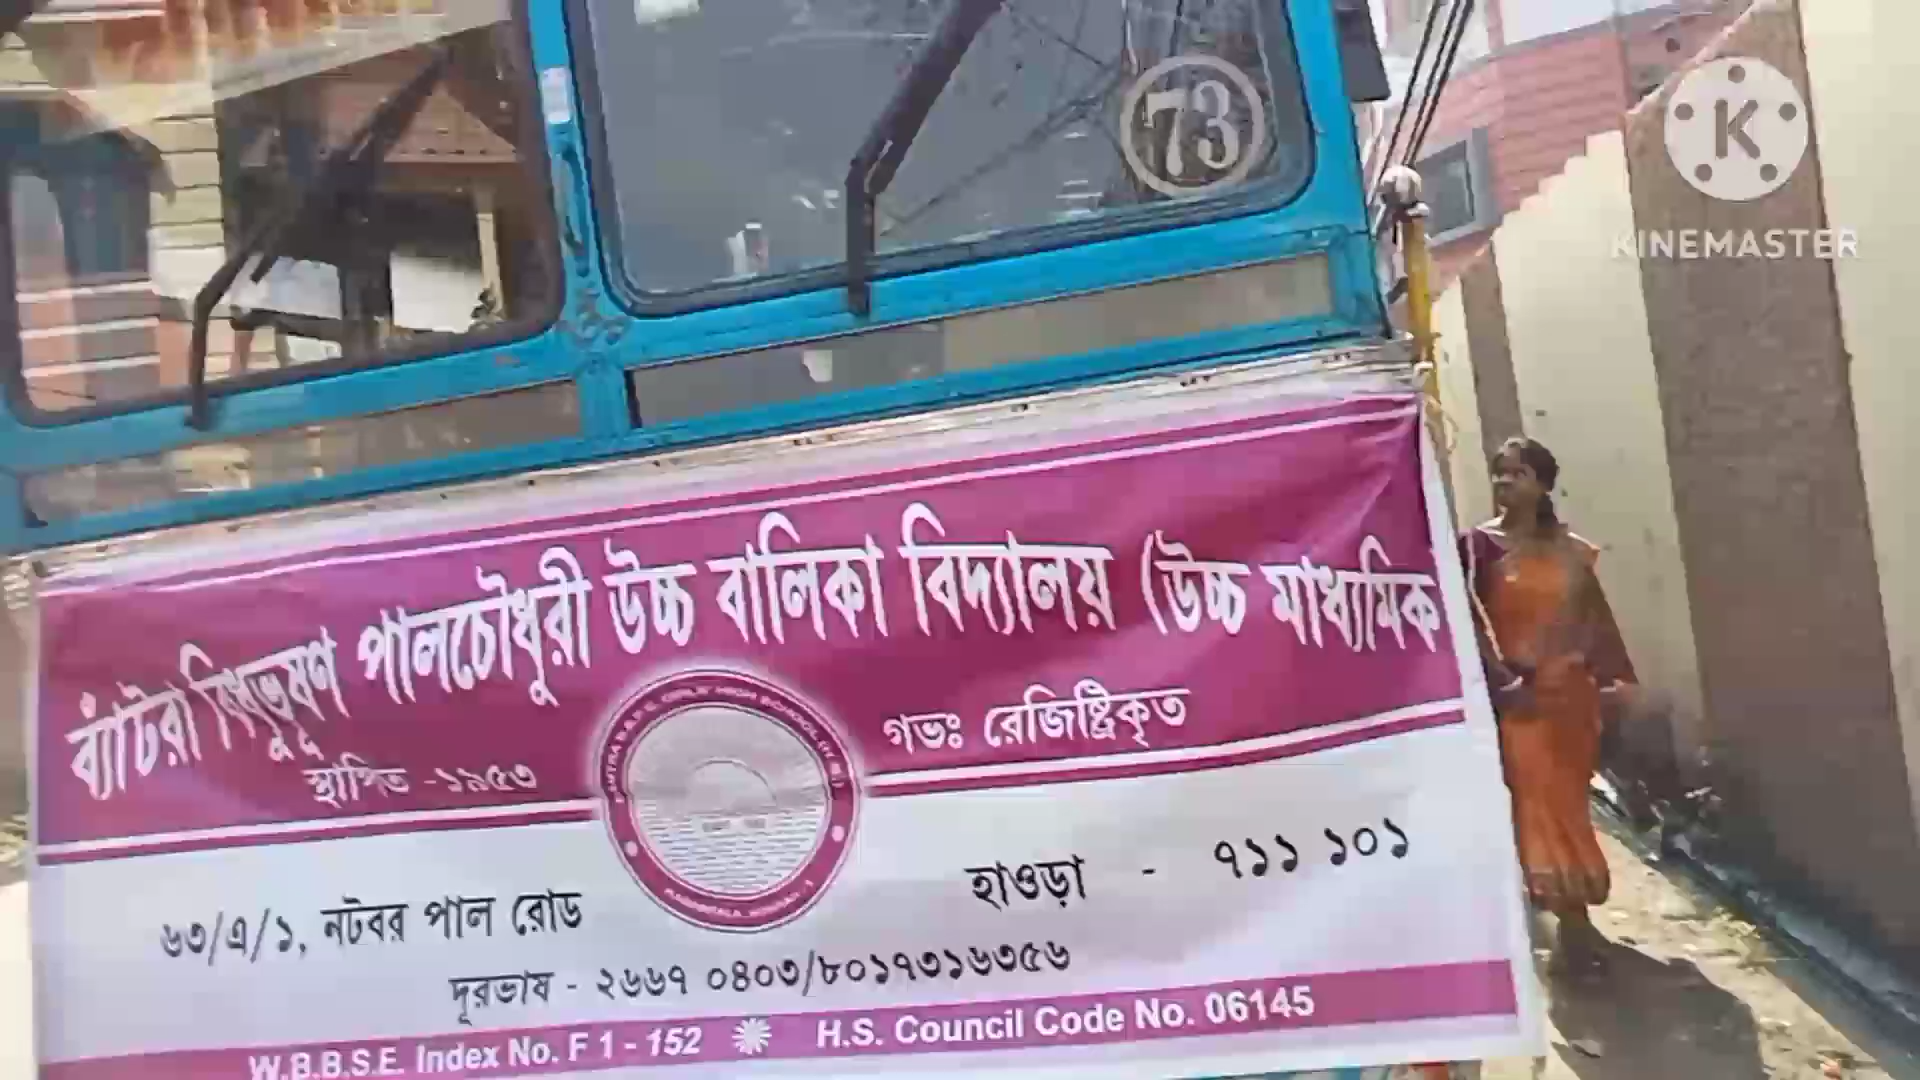 73
KINEMASTER
ব্যাঁটরা বিধুভূষণ পালচৌধুরী উচ্চ বালিকা বিদ্যালয় (উচ্চ মাধ্যমিক
স্থাপিত - ১৯৫৩
গভঃ রেজিষ্ট্রিকৃত
৬৩/এ/১, নটবর পাল রোড
হাওড়া - ৭১১ ১০১
দূরভাষ - ২৬৬৭ ০৪০৩/৮০১৭৩১৬৩৫৬
W.B.B.S.E. Index No. F 1 - 152
H.S. Council Code No. 06145